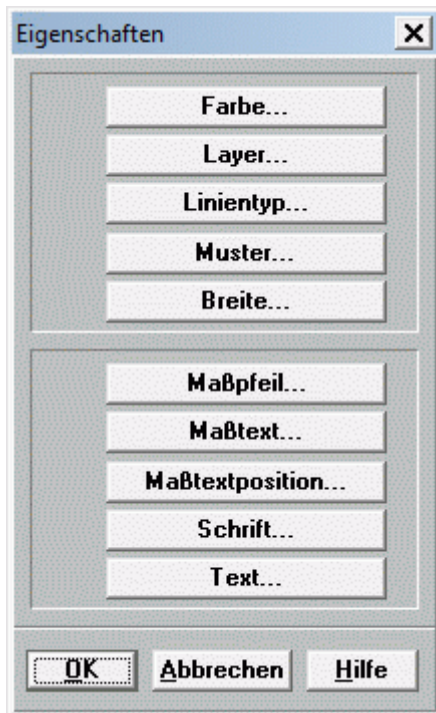 Eigenschaften
Farbe...
Layer...
Linientyp...
Muster...
Breite...
Maßpfeil...
Maßtext...
Maßtextposition...
Schrift...
Text...
OK Abbrechen Hilfe